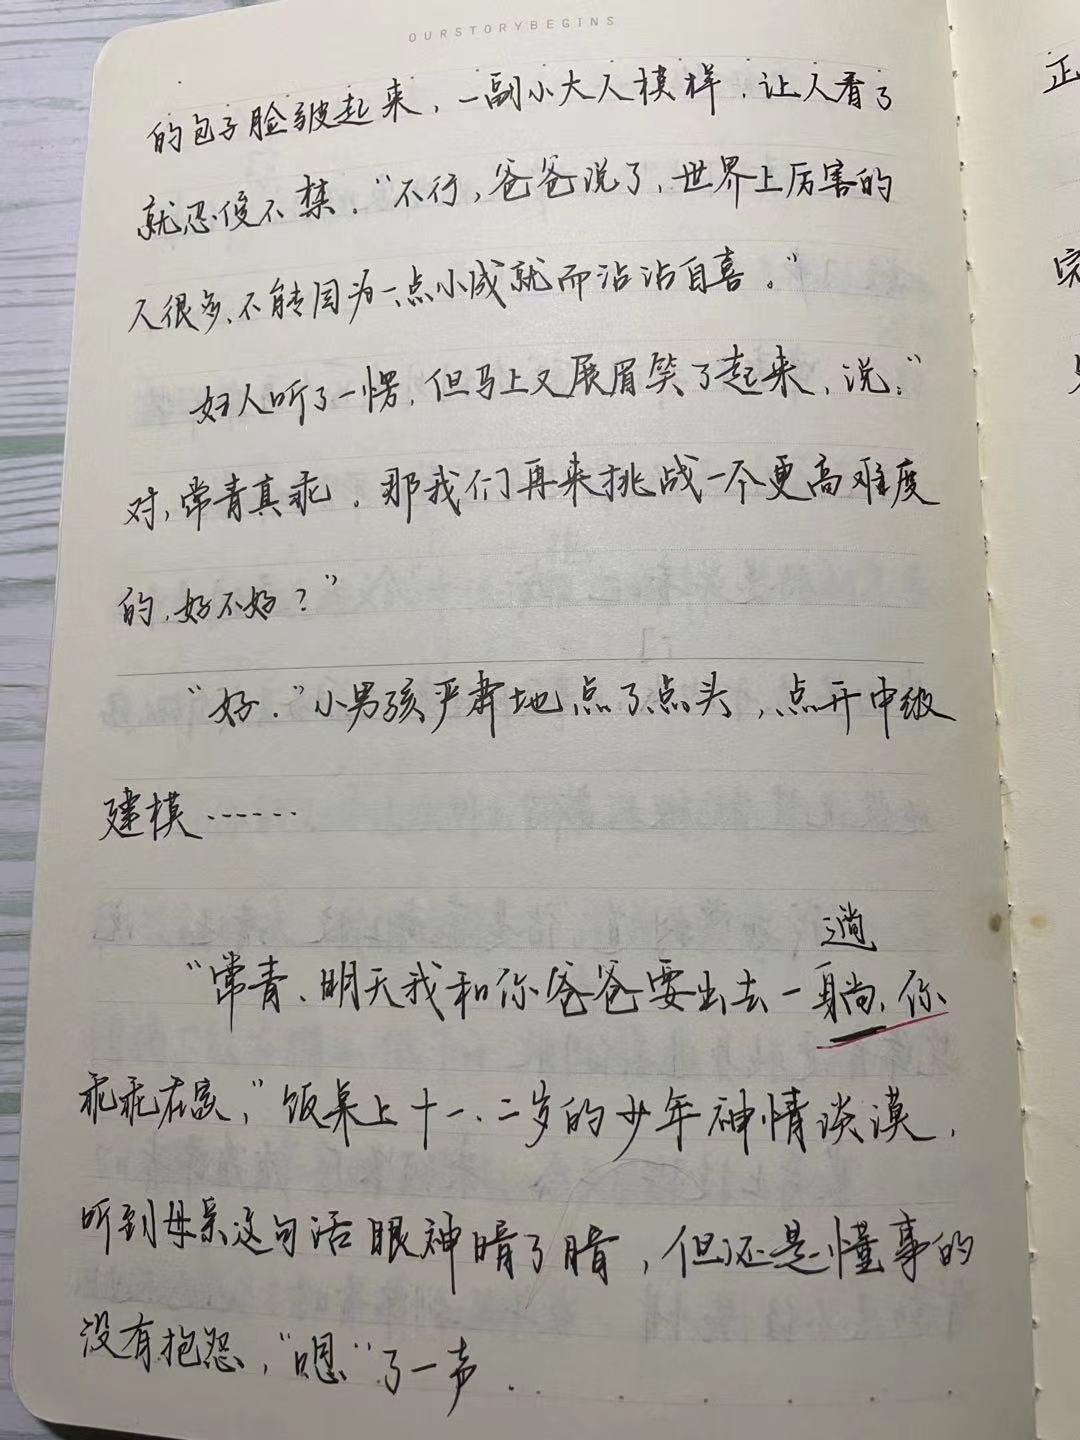 OURSTORYBEGINS
的包子脸皱起来，一副小大人模样，让人看了
就忍俊不禁。“不行，爸爸说了，世界上厉害的
人很多、不能因为一点小成就而沾沾自喜。”
妇人听了一愣，但马上又展眉笑了起来，说：“
对，常青真乖。那我们再来挑战一个更高难度
的，好不好？”
“好。”小男孩严肃地点了点头，点开中级
建模……
趟
“常青、明天我和你爸爸要出去一躺，你
乖乖在家，”饭桌上十一、二岁的少年神情淡漠，
听到母亲这句话眼神暗了暗，但还是懂事的
没有抱怨，“嗯”了一声。
正
完